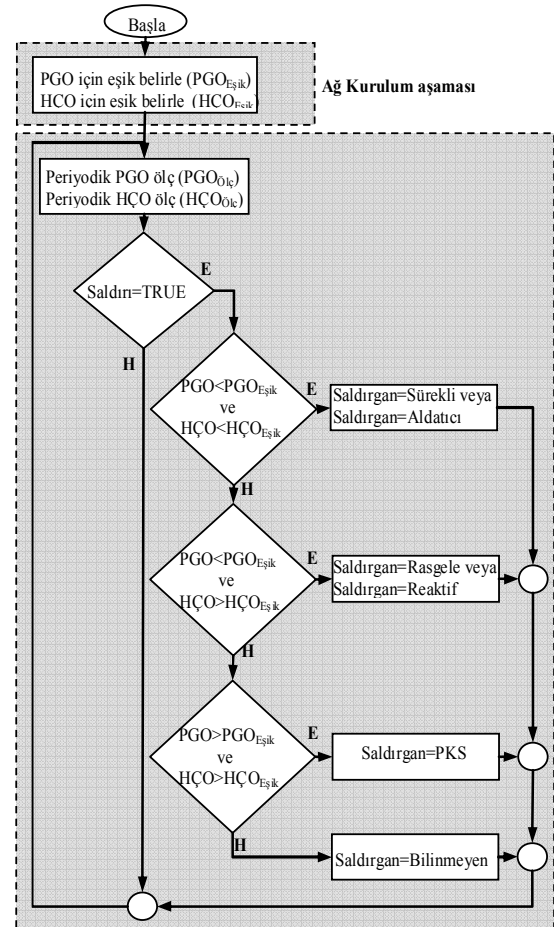 Başla
PGO için eşik belirle (PGOEşik)
HCO için esik belirle (HCOEsik)
Ağ Kurulum aşaması
Periyodik PGO ölç (PGOÖlç)
Periyodik HÇO ölç (HÇOÖlç)
Saldırı=TRUE
E
H
PGO<PGOEşik
ve
HÇO<HÇOEşik
E
H
Saldırgan=Sürekli veya
Saldırgan=Aldatıcı
PGO<PGOEşik
ve
HÇO>HÇOEşik
E
H
Saldırgan=Rasgele veya
Saldırgan=Reaktif
PGO>PGOEşik
ve
HÇO>HÇOEşik
E
H
Saldırgan=PKS
Saldırgan=Bilinmeyen